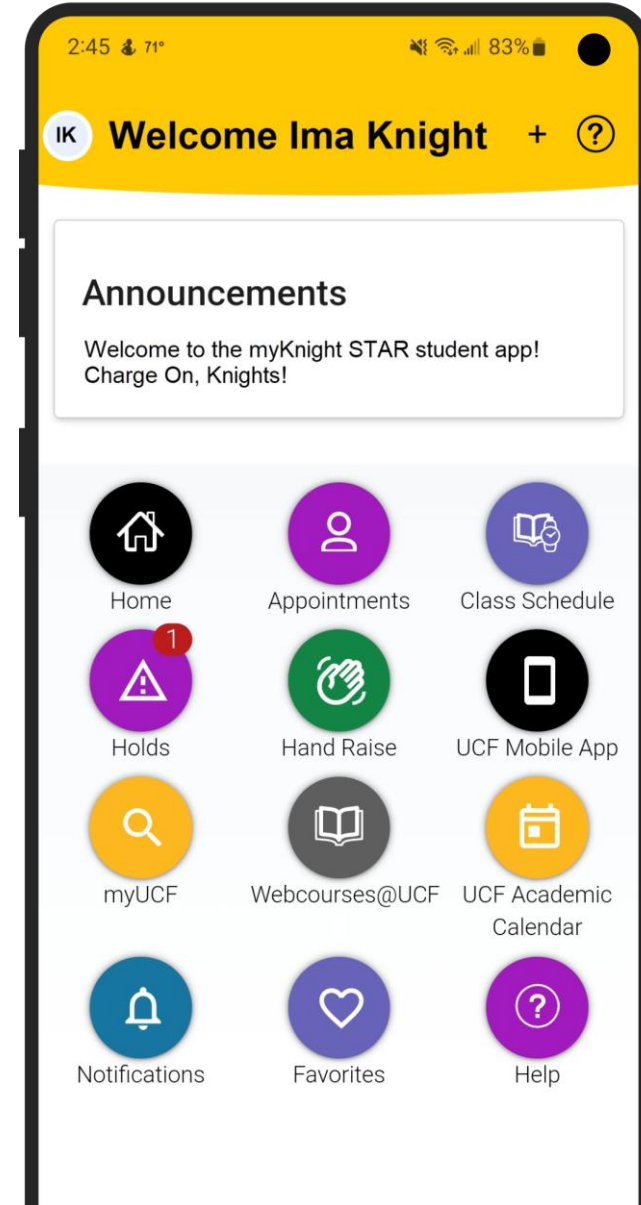 2:45 71° 83%
IK Welcome Ima Knight + ?
Announcements
Welcome to the myKnight STAR student app!
Charge On, Knights!
Home Appointments Class Schedule
1
Holds Hand Raise UCF Mobile App
myUCF Webcourses@UCF UCF Academic
Calendar
?
Notifications Favorites Help